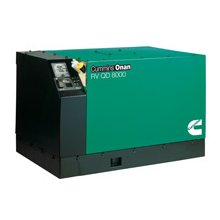 Cummins Onan
RV QD 8000